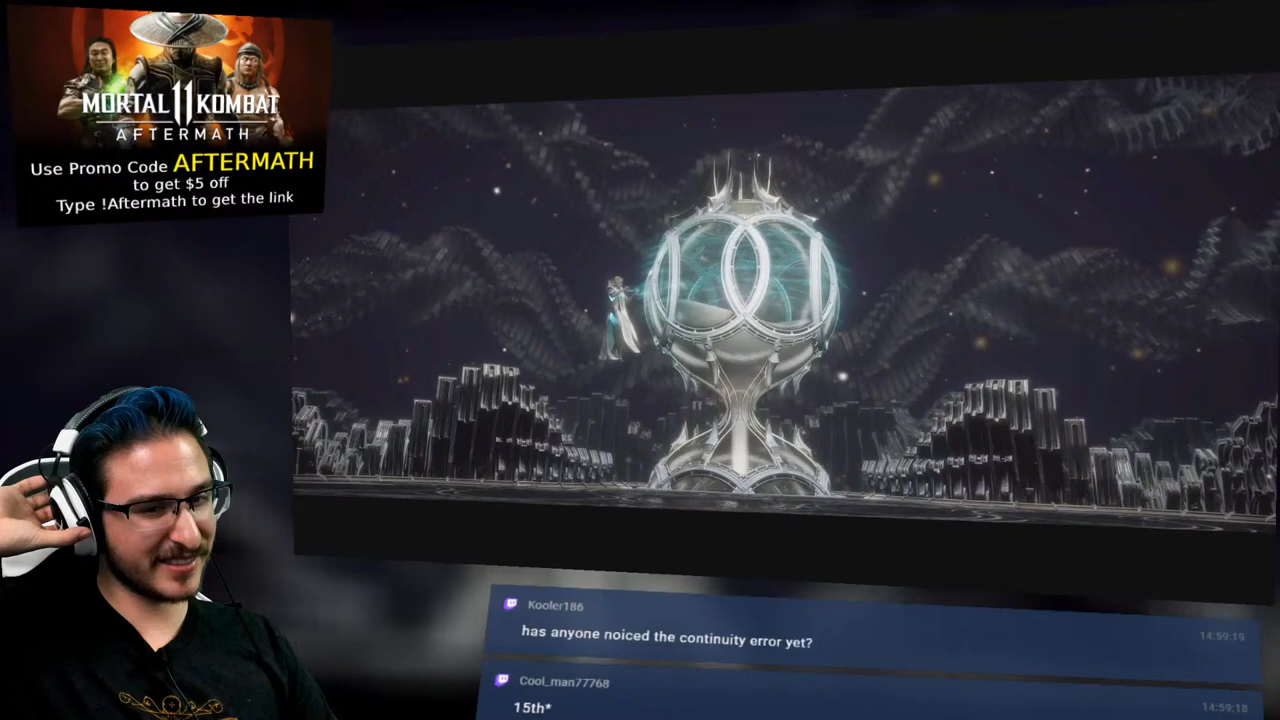 MORTAL 11 KOMBAT
AFTERMATH
Use Promo Code AFTERMATH
to get $5 off
Type !Aftermath to get the link
Kooler186
14:59:19
has anyone noiced the continuity error yet?
Cool_man77768
14:59:18
15th*